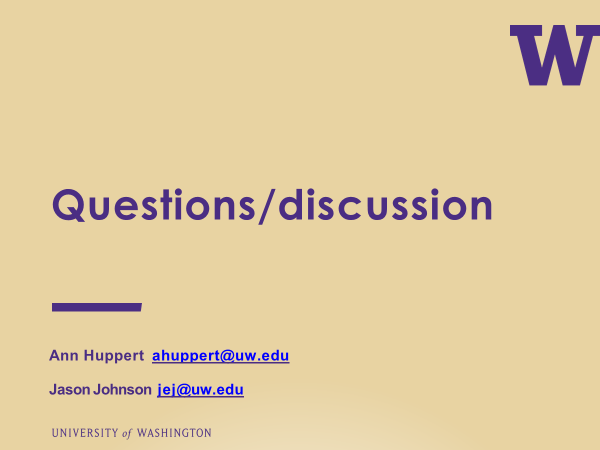 W
Questions/discussion
Ann Huppert ahuppert@uw.edu
Jason Johnson jej@uw.edu
UNIVERSITY of WASHINGTON